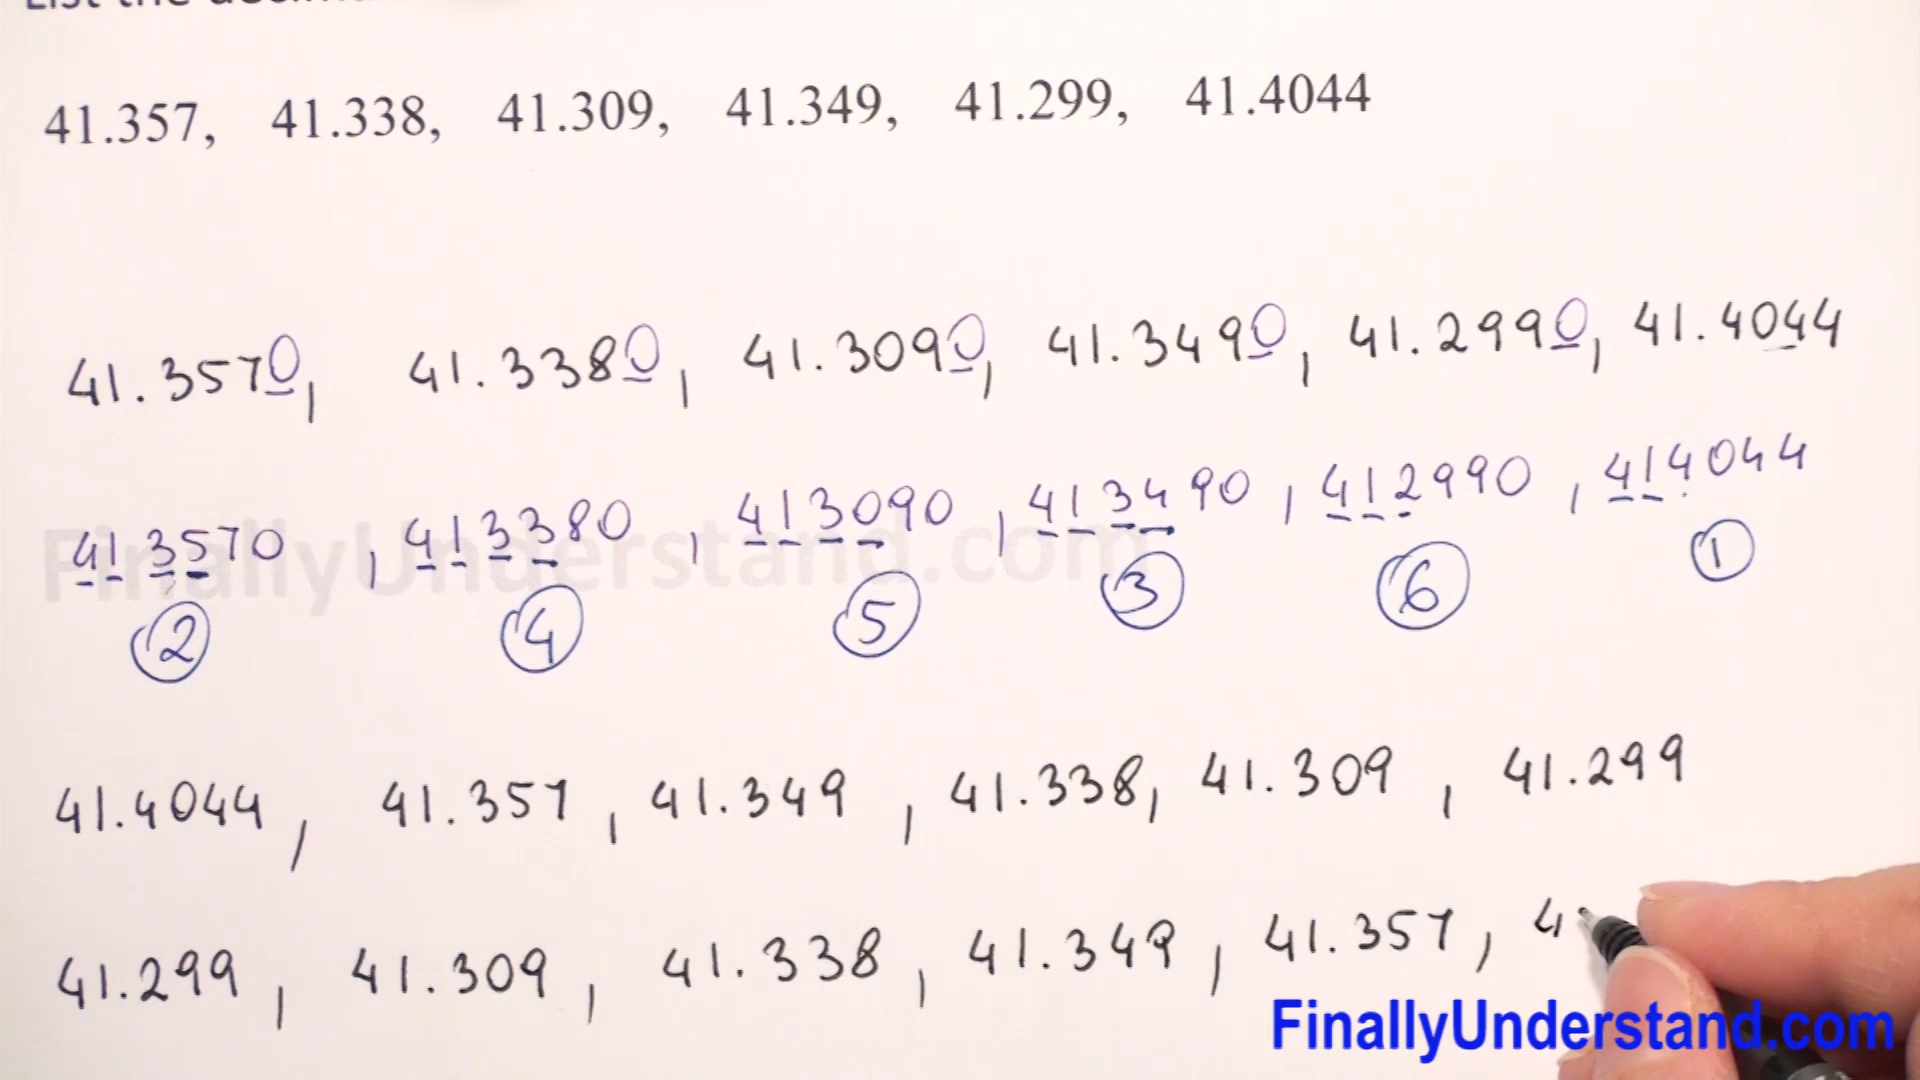 41.357, 41.338, 41.309, 41.349, 41.299, 41.4044
41.3570, 41.3380, 41.3090, 41.3490, 41.2990, 41.4044
413570, 413380, 413090, 413490, 412990, 414044
FinallyUnderstand.com
2 4 5 3 6 1
41.4044, 41.357, 41.349, 41.338, 41.309, 41.299
41.299, 41.309, 41.338, 41.349, 41.357, 4
FinallyUnderstand.com